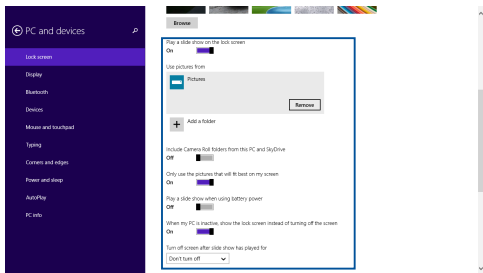 PC and devices
Lock screen
Display
Bluetooth
Devices
Mouse and touchpad
Typing
Corners and edges
Power and sleep
AutoPlay
PC info
Browse
Play a slide show on the lock screen
On
Use pictures from
Pictures
Remove
Add a folder
Include Camera Roll folders from this PC and SkyDrive
Off
Only use the pictures that will fit best on my screen
On
Play a slide show when using battery power
Off
When my PC is inactive, show the lock screen instead of turning off the screen
On
Turn off screen after slide show has played for
Don't turn off